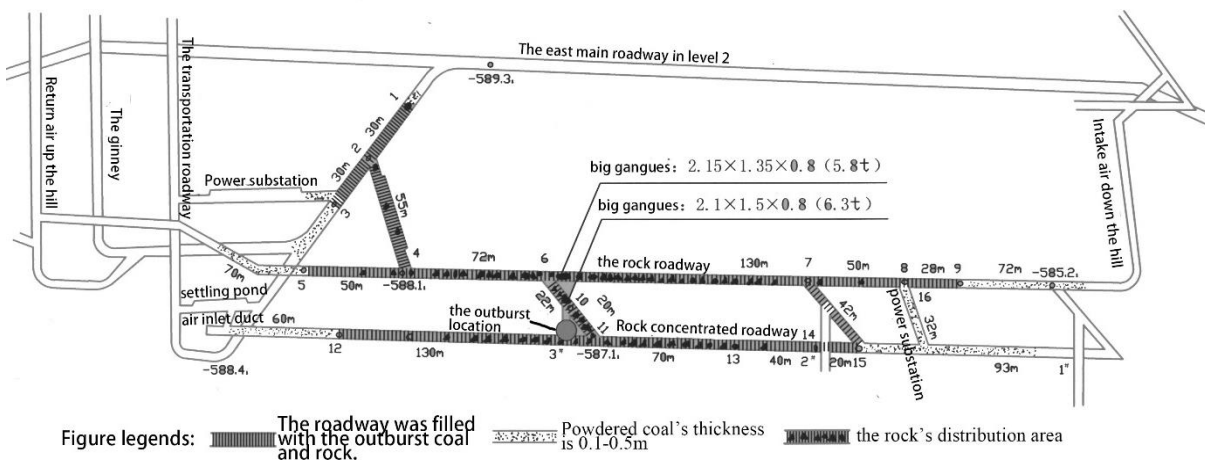 The east main roadway in level 2
-589.3₁
Return air up the hill
The ginney
The transportation roadway
Intake air down the hill
1
30m
2
30m
3
Power substation
55m
big gangues: 2.15×1.35×0.8 (5.8t)
big gangues: 2.1×1.5×0.8 (6.3t)
4
72m
6
the rock roadway
130m
7
50m
8
28m
9
72m
-585.2₁
70m
5
50m
-588.1₁
22m
10
20m
11
42m
16
32m
power substation
settling pond
air inlet duct
60m
the outburst location
Rock concentrated roadway
14
12
130m
3"
-587.1₁
70m
13
40m
2"
20m
15
93m
1"
-588.4₁
Figure legends:
The roadway was filled
with the outburst coal
and rock.
Powdered coal's thickness
is 0.1-0.5m
the rock's distribution area